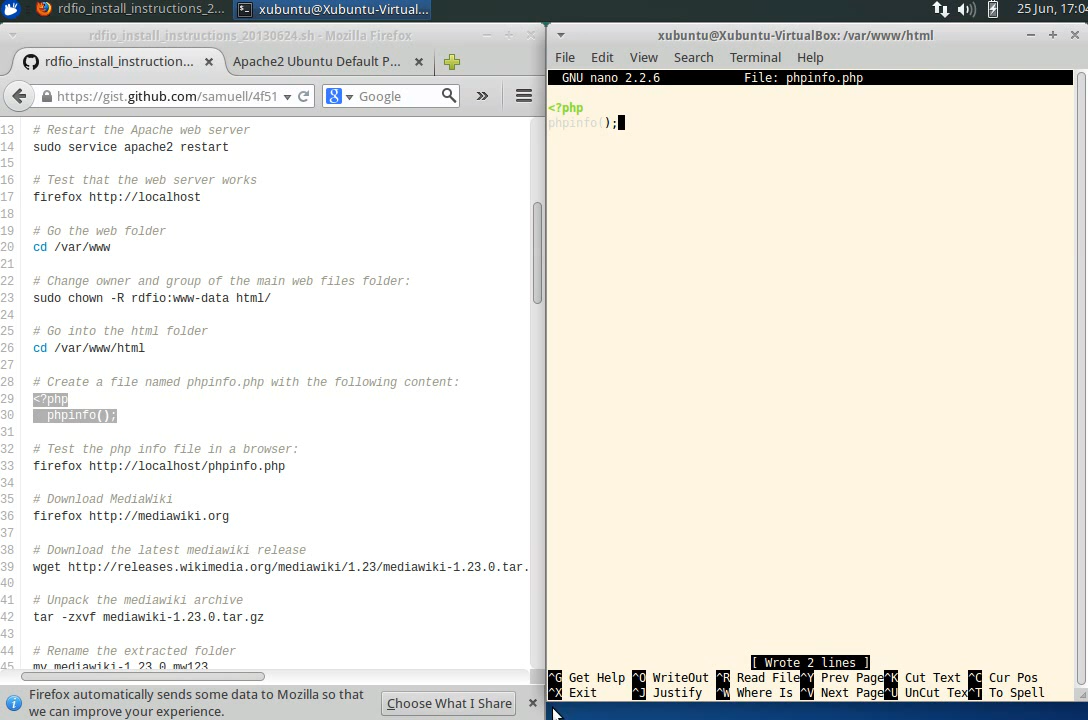 rdfio_install_instructions_2...
xubuntu@Xubuntu-Virtual...
25 Jun, 17:04
rdfio_install_instructions_20130624.sh - Mozilla Firefox
rdfio_install_instruction...
Apache2 Ubuntu Default P...
https://gist.github.com/samuell/4f51
Google
13 # Restart the Apache web server
14 sudo service apache2 restart
15
16 # Test that the web server works
17 firefox http://localhost
18
19 # Go the web folder
20 cd /var/www
21
22 # Change owner and group of the main web files folder:
23 sudo chown -R rdfio:www-data html/
24
25 # Go into the html folder
26 cd /var/www/html
27
28 # Create a file named phpinfo.php with the following content:
29 <?php
30 phpinfo();
31
32 # Test the php info file in a browser:
33 firefox http://localhost/phpinfo.php
34
35 # Download MediaWiki
36 firefox http://mediawiki.org
37
38 # Download the latest mediawiki release
39 wget http://releases.wikimedia.org/mediawiki/1.23/mediawiki-1.23.0.tar.
40
41 # Unpack the mediawiki archive
42 tar -zxvf mediawiki-1.23.0.tar.gz
43
44 # Rename the extracted folder
45 mv mediawiki-1.23.0 mw123
Firefox automatically sends some data to Mozilla so that
we can improve your experience.
Choose What I Share
xubuntu@Xubuntu-VirtualBox: /var/www/html
File Edit View Search Terminal Help
GNU nano 2.2.6 File: phpinfo.php
<?php
phpinfo();
[ Wrote 2 lines ]
^G Get Help ^O WriteOut ^R Read File ^Y Prev Page ^K Cut Text ^C Cur Pos
^X Exit ^J Justify ^W Where Is ^V Next Page ^U UnCut Tex ^T To Spell